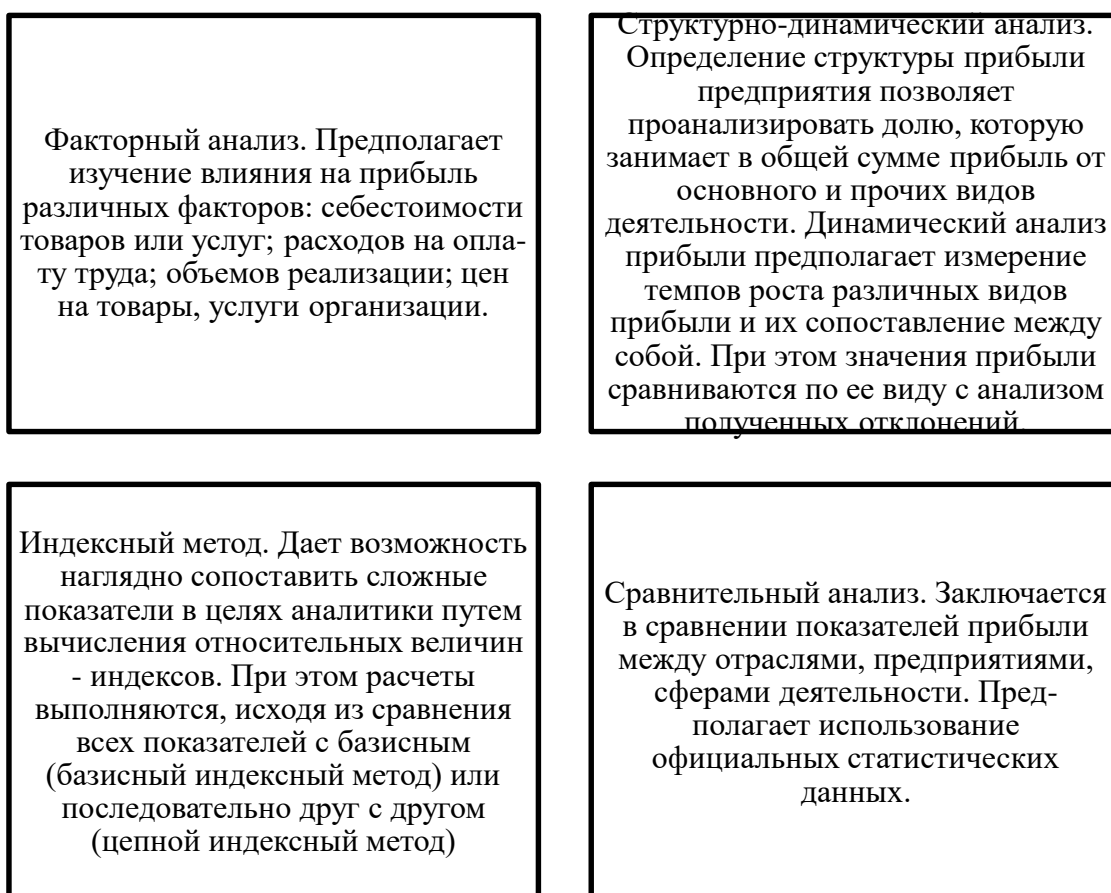 Факторный анализ. Предполагает
изучение влияния на прибыль
различных факторов: себестоимости
товаров или услуг; расходов на опла-
ту труда; объемов реализации; цен
на товары, услуги организации.
Структурно-динамический анализ.
Определение структуры прибыли
предприятия позволяет
проанализировать долю, которую
занимает в общей сумме прибыль от
основного и прочих видов
деятельности. Динамический анализ
прибыли предполагает измерение
темпов роста различных видов
прибыли и их сопоставление между
собой. При этом значения прибыли
сравниваются по ее виду с анализом
полученных отклонений.
Индексный метод. Дает возможность
наглядно сопоставить сложные
показатели в целях аналитики путем
вычисления относительных величин
- индексов. При этом расчеты
выполняются, исходя из сравнения
всех показателей с базисным
(базисный индексный метод) или
последовательно друг с другом
(цепной индексный метод)
Сравнительный анализ. Заключается
в сравнении показателей прибыли
между отраслями, предприятиями,
сферами деятельности. Пред-
полагает использование
официальных статистических
данных.